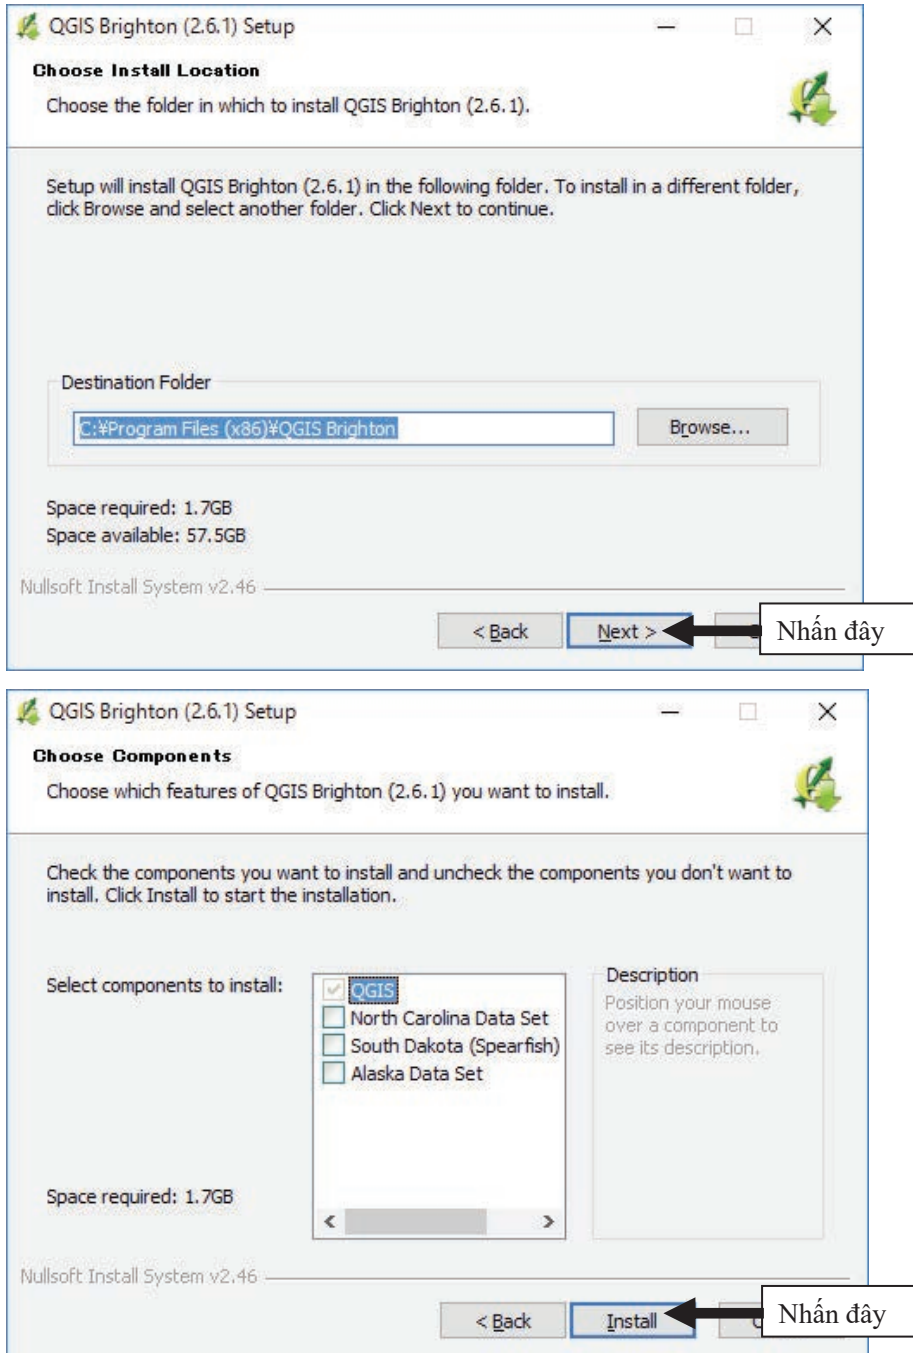 QGIS Brighton (2.6.1) Setup
Choose Install Location
Choose the folder in which to install QGIS Brighton (2.6.1).
Setup will install QGIS Brighton (2.6.1) in the following folder. To install in a different folder,
click Browse and select another folder. Click Next to continue.
Destination Folder
C:¥Program Files (x86)¥QGIS Brighton
Browse...
Space required: 1.7GB
Space available: 57.5GB
Nullsoft Install System v2.46
< Back
Next >
Nhấn đây
QGIS Brighton (2.6.1) Setup
Choose Components
Choose which features of QGIS Brighton (2.6.1) you want to install.
Check the components you want to install and uncheck the components you don't want to
install. Click Install to start the installation.
Select components to install:
QGIS
North Carolina Data Set
South Dakota (Spearfish)
Alaska Data Set
Description
Position your mouse
over a component to
see its description.
Space required: 1.7GB
Nullsoft Install System v2.46
< Back
Install
Nhấn đây